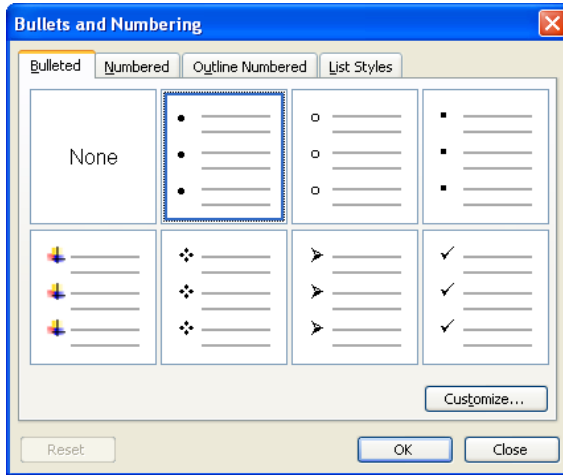 Bullets and Numbering
Bulleted Numbered Outline Numbered List Styles
None
Customize...
Reset OK Close